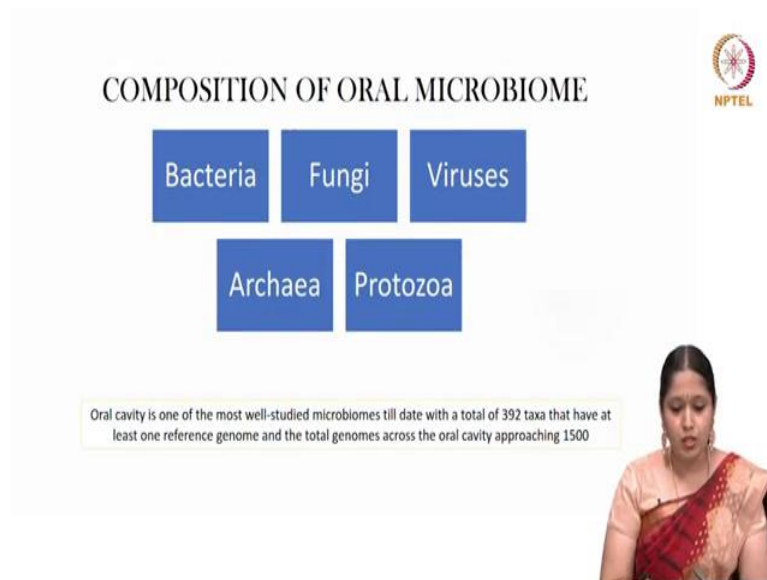 COMPOSITION OF ORAL MICROBIOME
NPTEL
Bacteria
Fungi
Viruses
Archaea
Protozoa
Oral cavity is one of the most well-studied microbiomes till date with a total of 392 taxa that have at
least one reference genome and the total genomes across the oral cavity approaching 1500